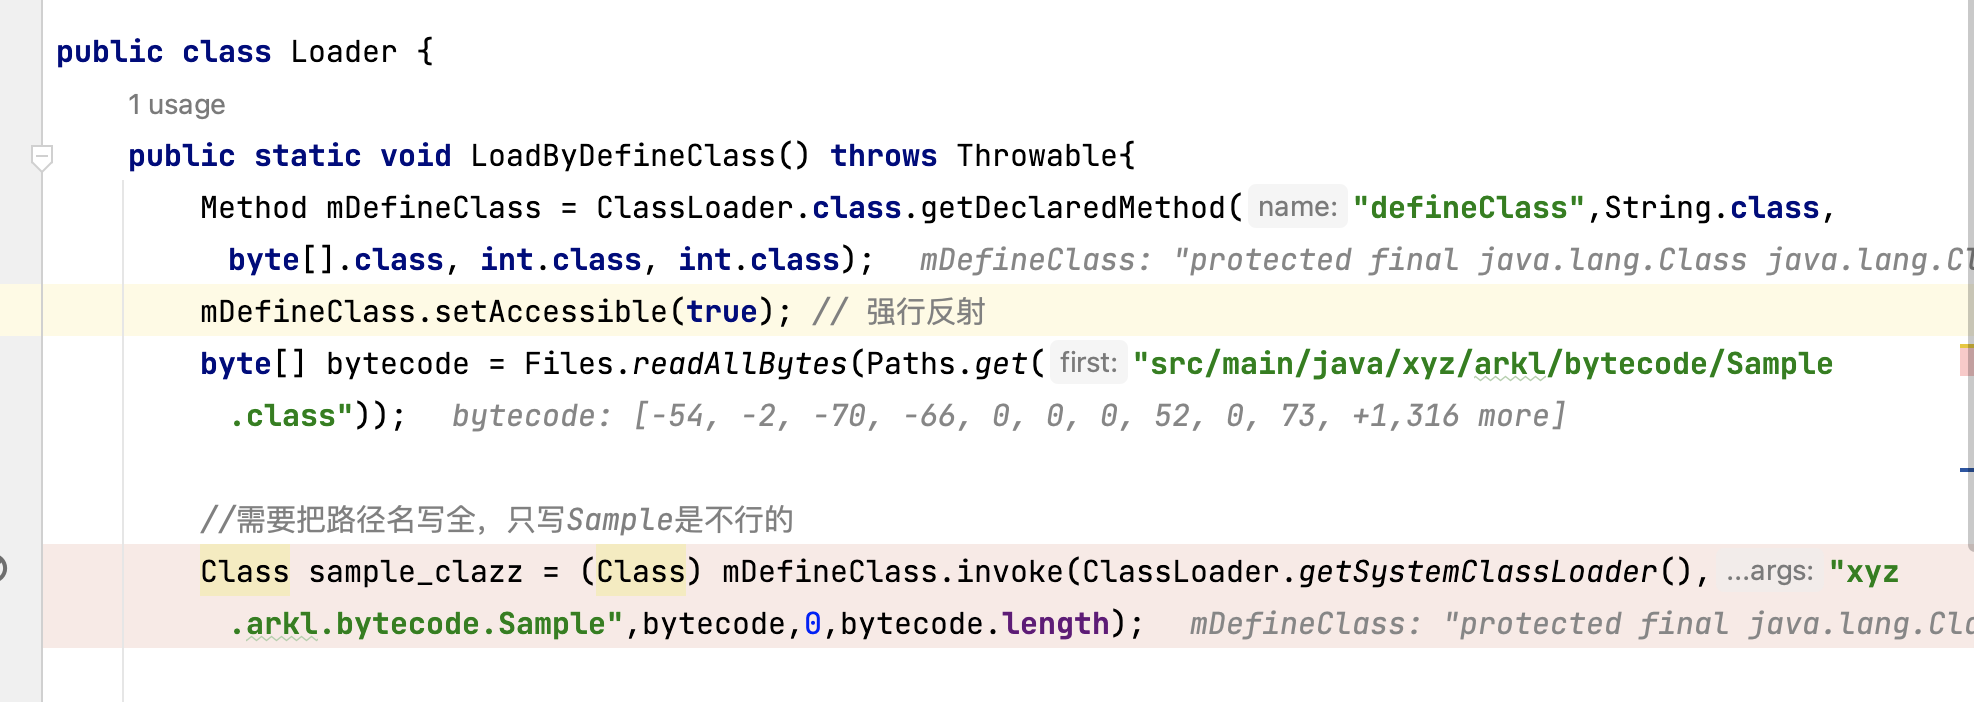 public class Loader {
1 usage
public static void LoadByDefineClass() throws Throwable{
Method mDefineClass = ClassLoader.class.getDeclaredMethod( name: "defineClass",String.class,
byte[].class, int.class, int.class); mDefineClass: "protected final java.lang.Class java.lang.Cl
mDefineClass.setAccessible(true); // 强行反射
byte[] bytecode = Files.readAllBytes(Paths.get( first: "src/main/java/xyz/arkl/bytecode/Sample
.class")); bytecode: [-54, -2, -70, -66, 0, 0, 0, 52, 0, 73, +1,316 more]
//需要把路径名写全，只写Sample是不行的
Class sample_clazz = (Class) mDefineClass.invoke(ClassLoader.getSystemClassLoader(), ...args: "xyz
.arkl.bytecode.Sample",bytecode,0,bytecode.length); mDefineClass: "protected final java.lang.Cla